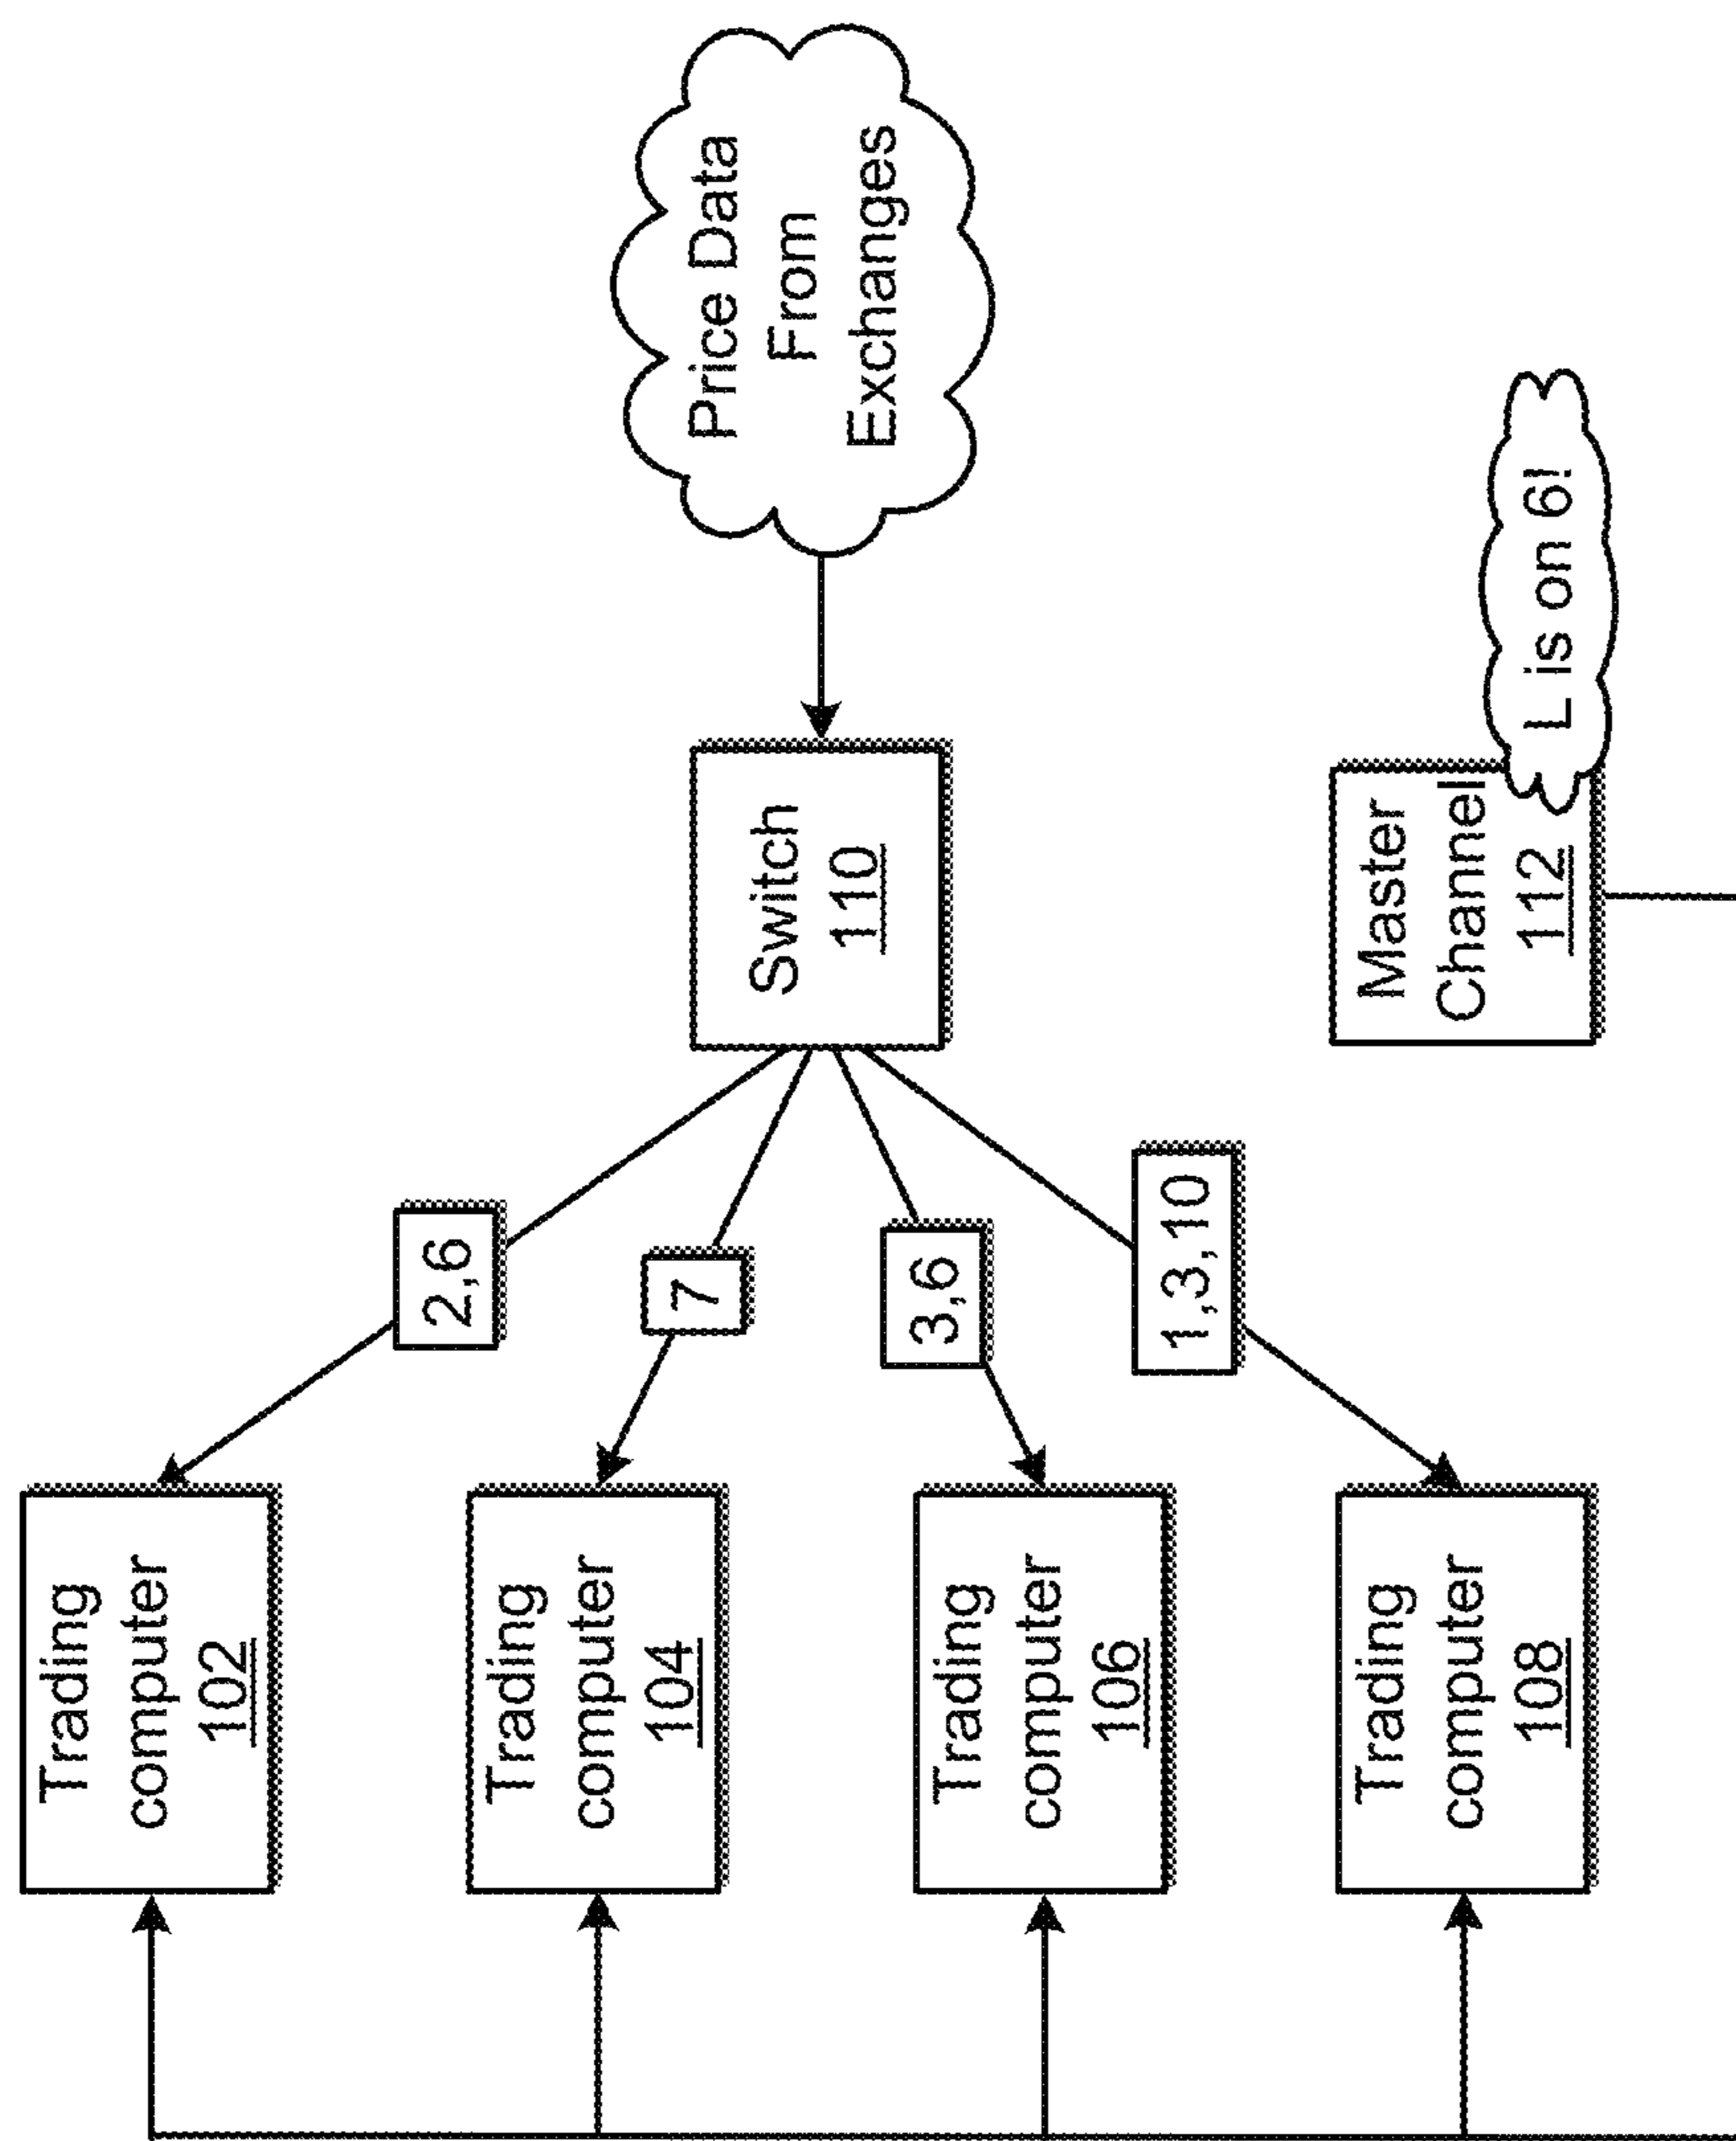 Trading
computer
102
Trading
computer
104
Trading
computer
106
Trading
computer
108
2,6
7
3,6
1,3,10
Switch
110
Price Data
From
Exchanges
Master
Channel
112
L is on 6!